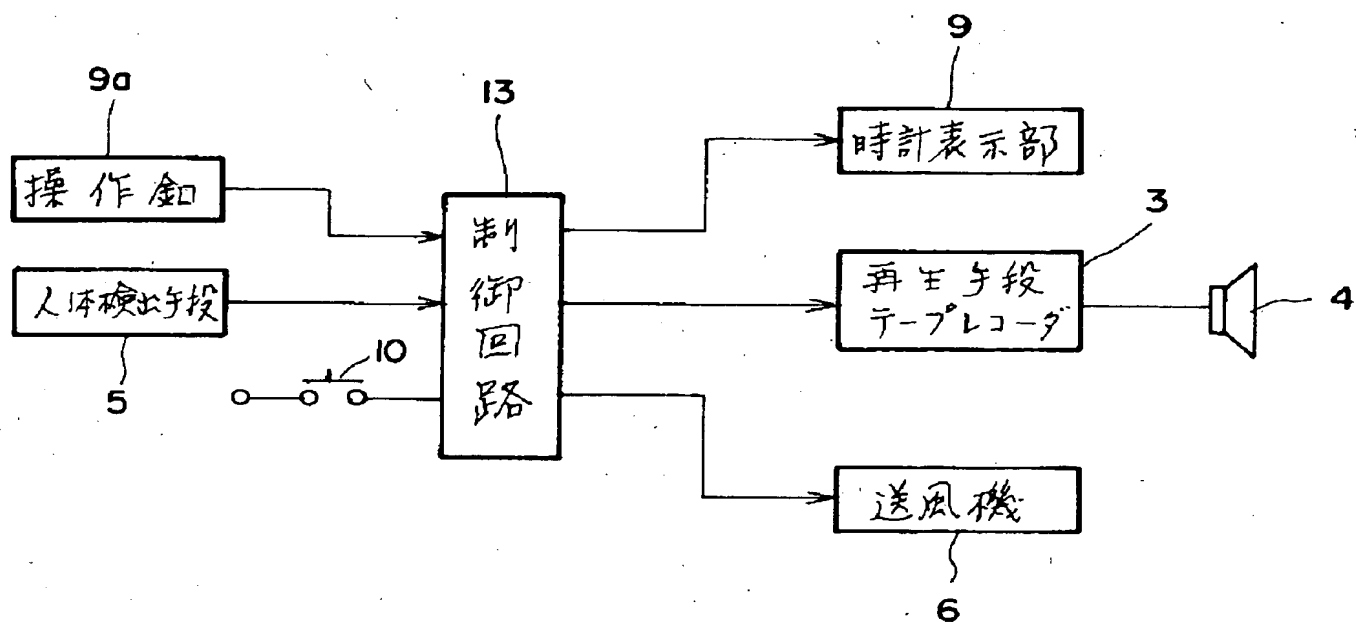 9
9a
13
時計表示部
操作釦
3
制御回路
再生手段
テープレコーダ
人体検出手段
4
10
5
送風機
6